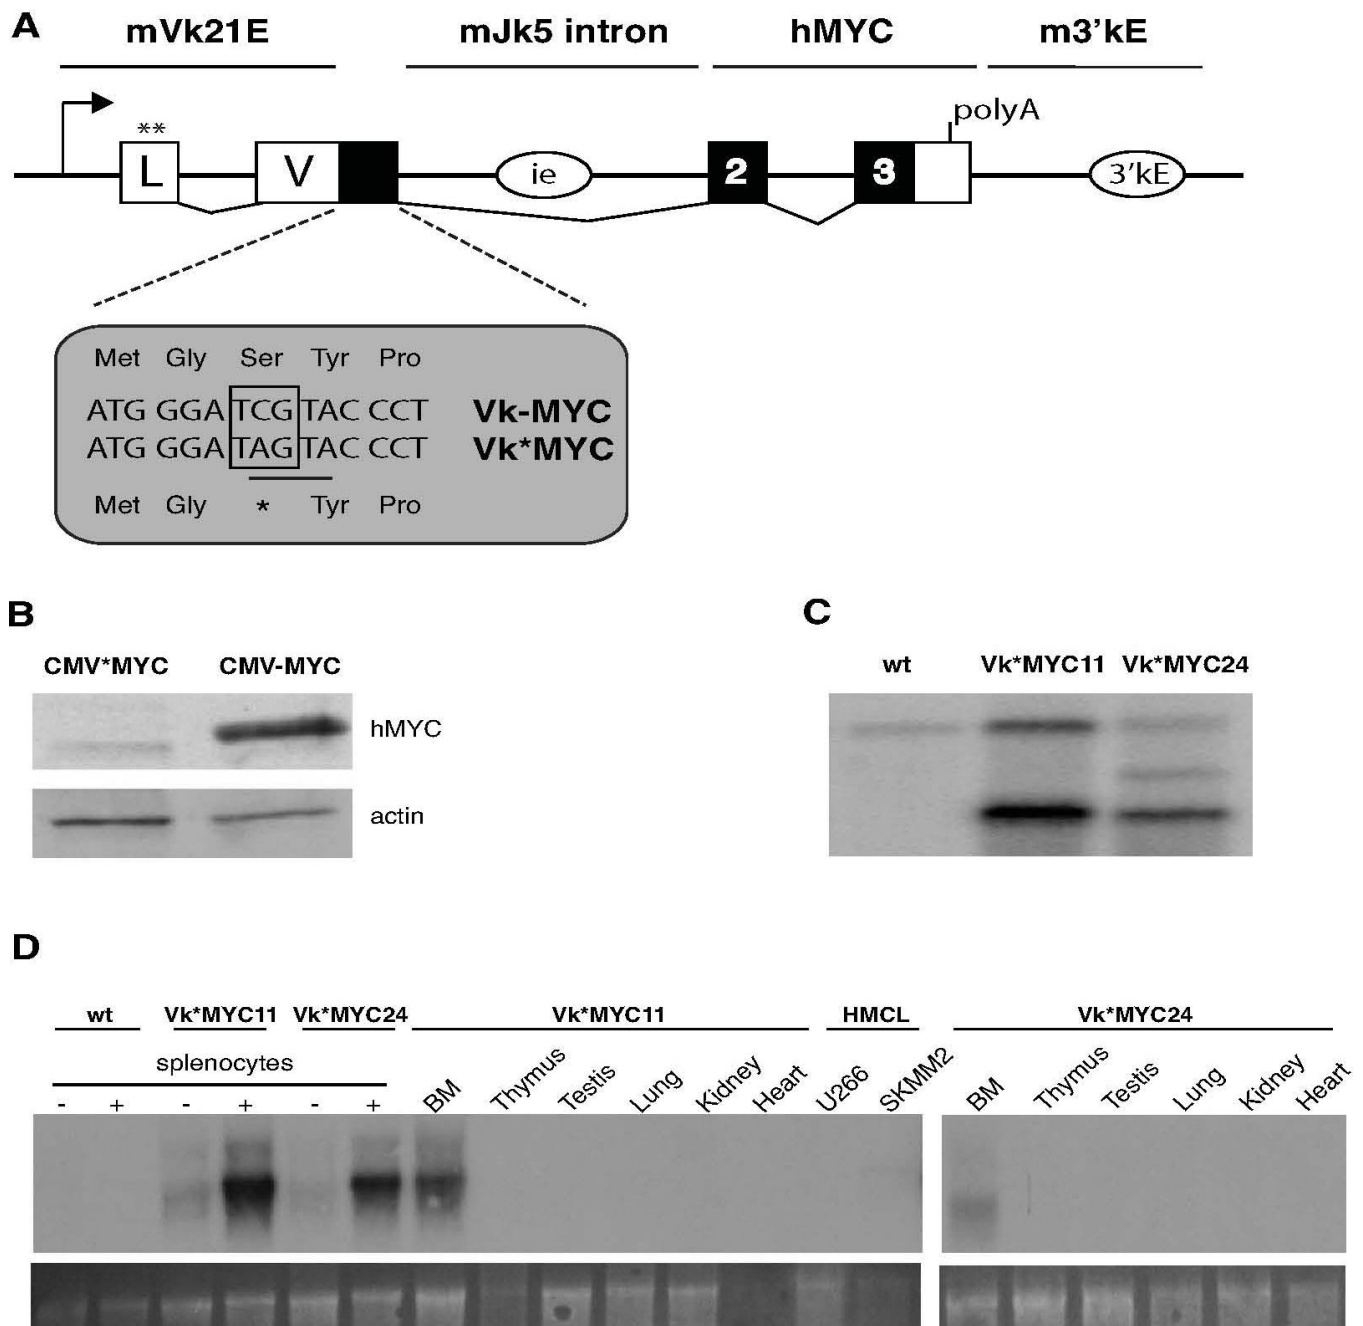 A
mVk21E mJk5 intron hMYC m3'kE
polyA
**
L V ie 2 3 3'kE
Met Gly Ser Tyr Pro
ATG GGA TCG TAC CCT Vk-MYC
ATG GGA TAG TAC CCT Vk*MYC
Met Gly * Tyr Pro
B
CMV*MYC CMV-MYC
hMYC
actin
C
wt Vk*MYC11 Vk*MYC24
D
wt Vk*MYC11 Vk*MYC24 Vk*MYC11 HMCL Vk*MYC24
splenocytes
- + - + - + BM Thymus Testis Lung Kidney Heart U266 SKMM2 BM Thymus Testis Lung Kidney Heart